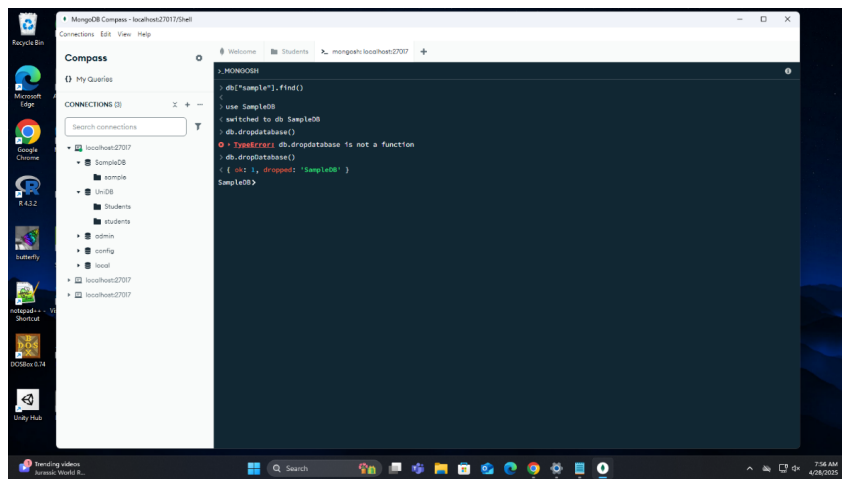 Recycle Bin
Microsoft Edge
Google Chrome
R 4.3.2
butterfly
notepad++ - Shortcut
DOSBox 0.74
Unity Hub
MongoDB Compass - localhost:27017/Shell
Connections Edit View Help
Compass
{} My Queries
CONNECTIONS (3)
Search connections
localhost:27017
SampleDB
sample
UniDB
Students
students
admin
config
local
localhost:27017
localhost:27017
Welcome Students >_ mongosh: localhost:27017 +
>_MONGOSH
> db["sample"].find()
<
> use SampleDB
< switched to db SampleDB
> db.dropdatabase()
TypeError: db.dropdatabase is not a function
> db.dropDatabase()
< { ok: 1, dropped: 'SampleDB' }
SampleDB>
Trending videos
Jurassic World R...
Search
7:56 AM
4/28/2025